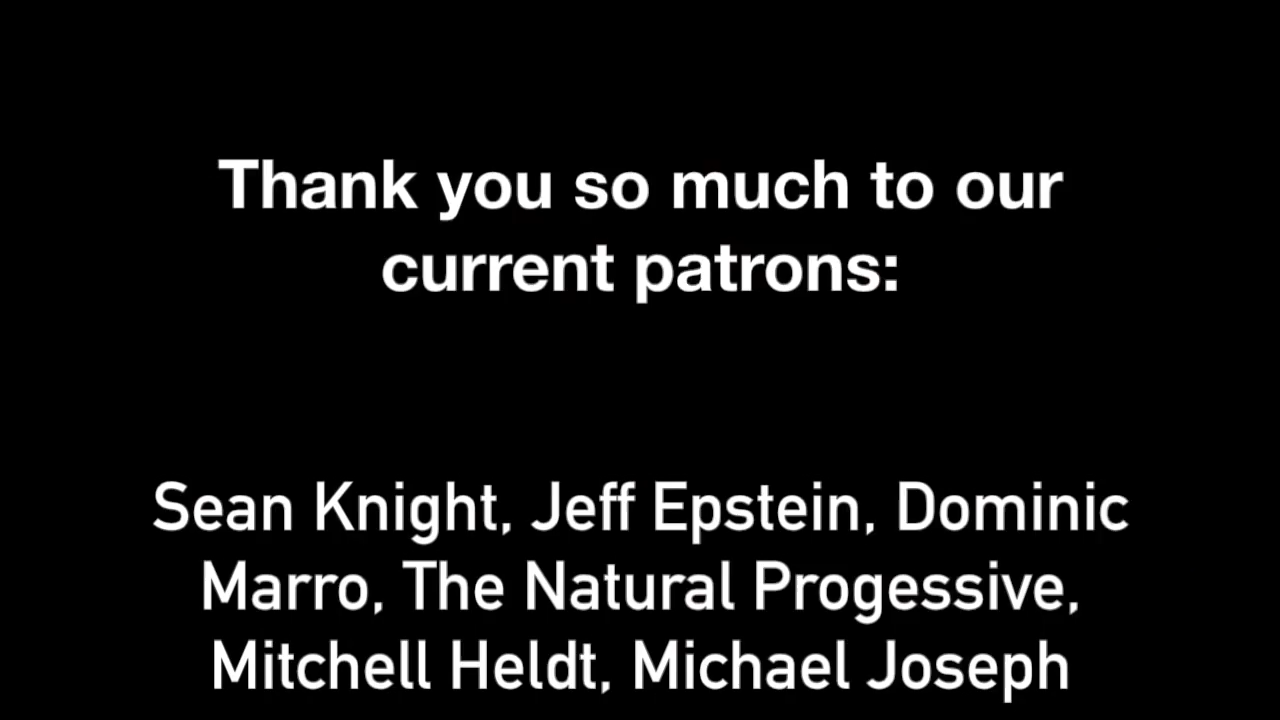 Thank you so much to our
current patrons:
Sean Knight, Jeff Epstein, Dominic
Marro, The Natural Progessive,
Mitchell Heldt, Michael Joseph